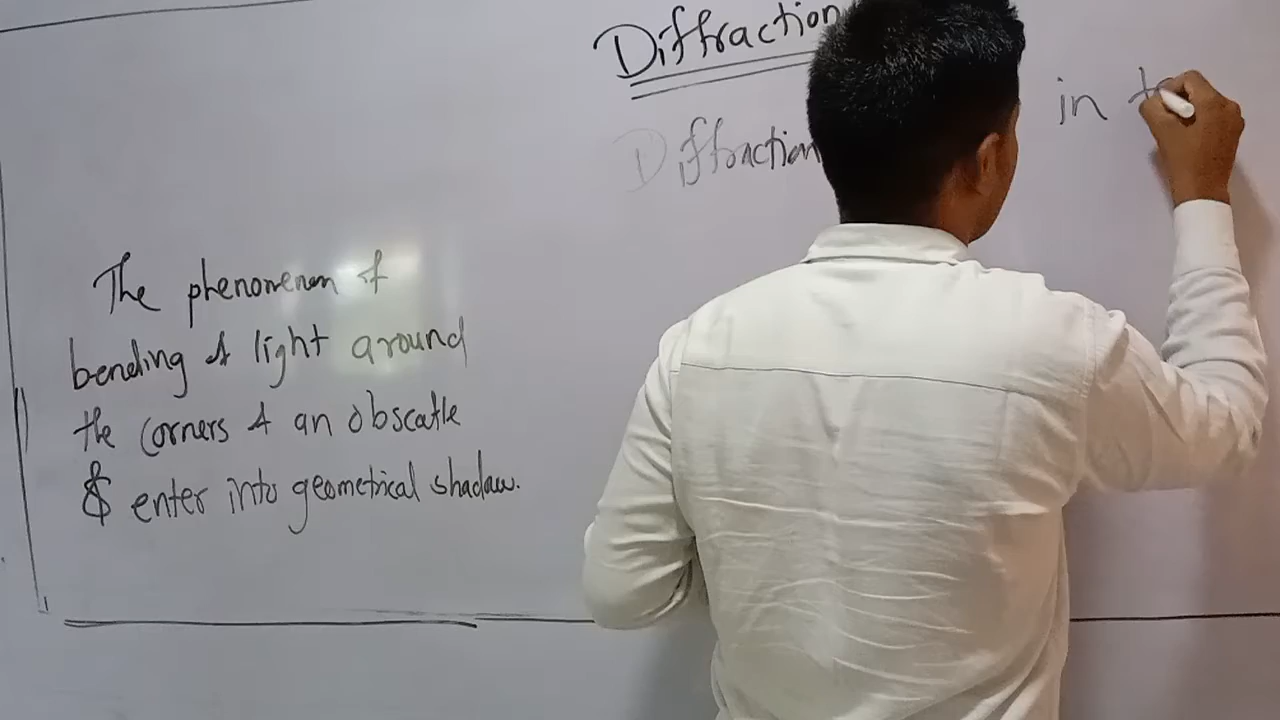 Diffraction
Diffraction in
The phenomenon of
bending of light around
the corners of an obscatle
& enter into geometrical shadow.